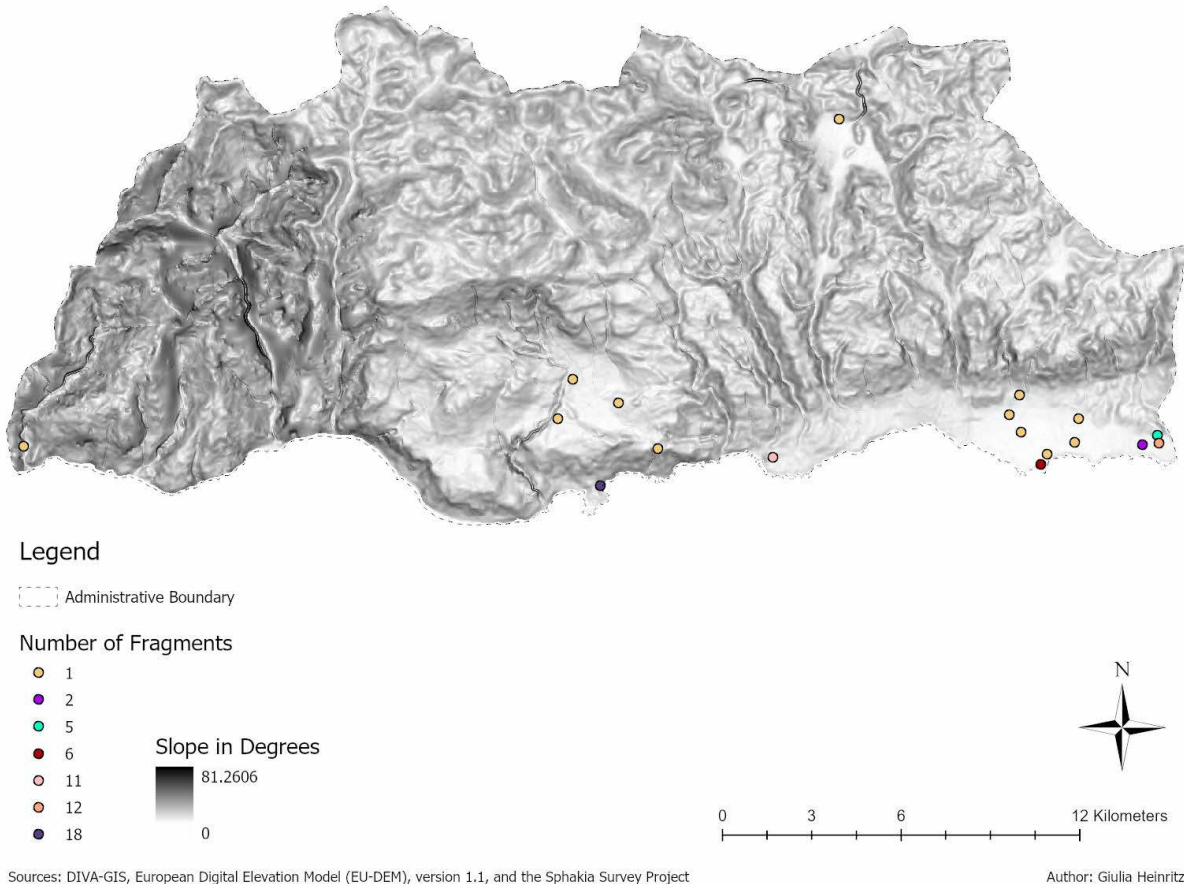 Legend
Administrative Boundary
Number of Fragments
1
2
5
6
11
12
18
Slope in Degrees
81.2606
0
N
0 3 6 12 Kilometers
Sources: DIVA-GIS, European Digital Elevation Model (EU-DEM), version 1.1, and the Sphakia Survey Project
Author: Giulia Heinritz